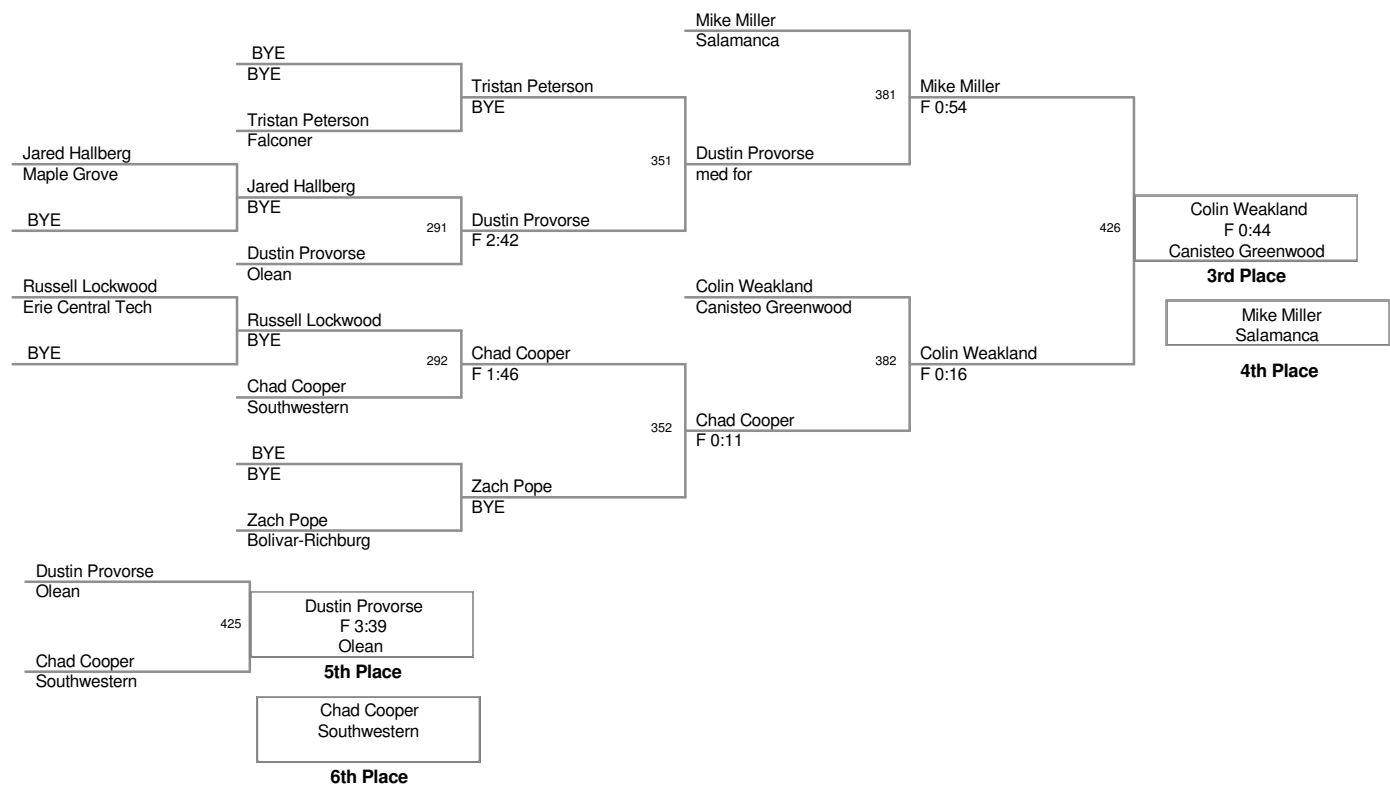 Mike Miller
Salamanca
BYE
BYE
Tristan Peterson
BYE
381
Mike Miller
F 0:54
Tristan Peterson
Falconer
Jared Hallberg
Maple Grove
351
Dustin Provorse
med for
Jared Hallberg
BYE
BYE
291
Dustin Provorse
F 2:42
426
Colin Weakland
F 0:44
Canisteo Greenwood
3rd Place
Dustin Provorse
Olean
Russell Lockwood
Erie Central Tech
Colin Weakland
Canisteo Greenwood
Mike Miller
Salamanca
4th Place
Russell Lockwood
BYE
BYE
292
Chad Cooper
F 1:46
382
Colin Weakland
F 0:16
Chad Cooper
Southwestern
352
Chad Cooper
F 0:11
BYE
BYE
Zach Pope
BYE
Zach Pope
Bolivar-Richburg
Dustin Provorse
Olean
425
Dustin Provorse
F 3:39
Olean
5th Place
Chad Cooper
Southwestern
Chad Cooper
Southwestern
6th Place